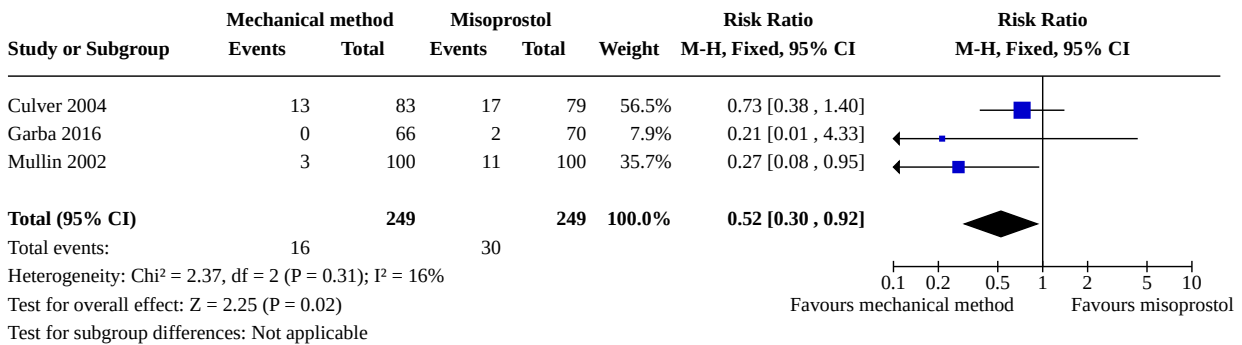 Mechanical method Misoprostol Risk Ratio Risk Ratio
Study or Subgroup Events Total Events Total Weight M-H, Fixed, 95% CI M-H, Fixed, 95% CI
Culver 2004 13 83 17 79 56.5% 0.73 [0.38 , 1.40]
Garba 2016 0 66 2 70 7.9% 0.21 [0.01 , 4.33]
Mullin 2002 3 100 11 100 35.7% 0.27 [0.08 , 0.95]
Total (95% CI) 249 249 100.0% 0.52 [0.30 , 0.92]
Total events: 16 30
Heterogeneity: Chi² = 2.37, df = 2 (P = 0.31); I² = 16%
0.1 0.2 0.5 1 2 5 10
Test for overall effect: Z = 2.25 (P = 0.02)
Favours mechanical method Favours misoprostol
Test for subgroup differences: Not applicable